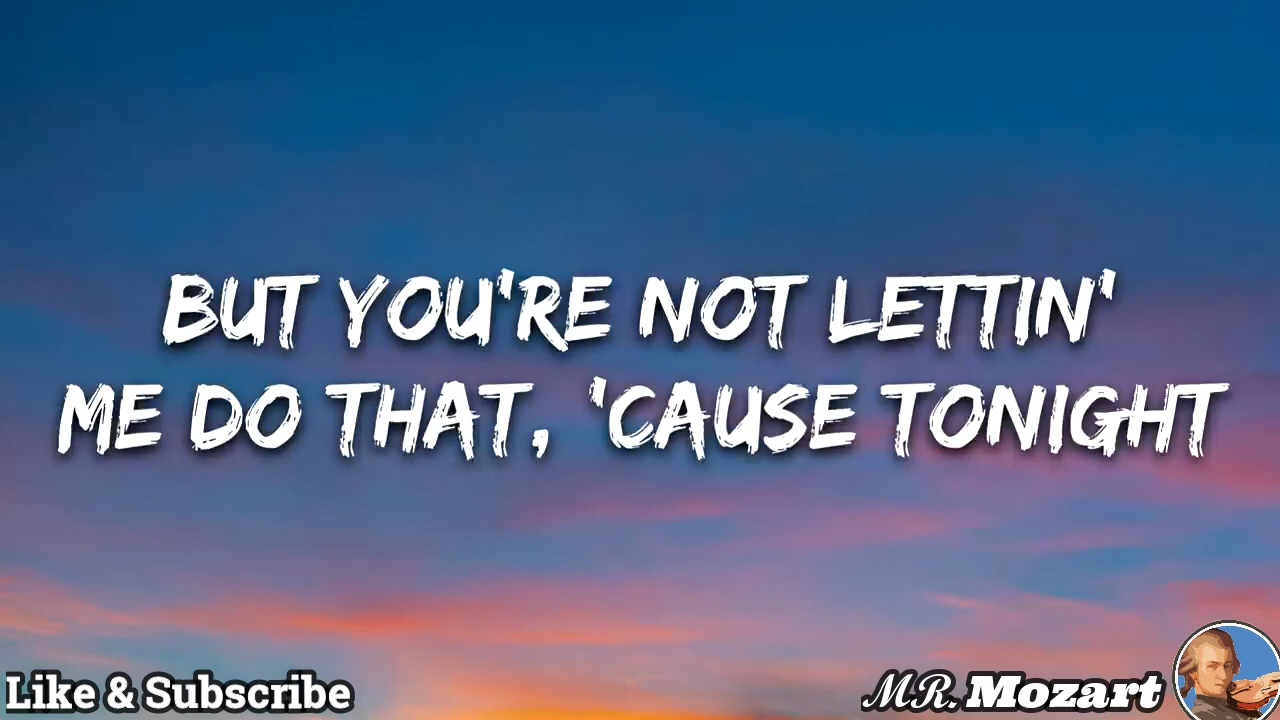 BUT YOU'RE NOT LETTIN'
ME DO THAT, 'CAUSE TONIGHT
Like & Subscribe
MR. Mozart